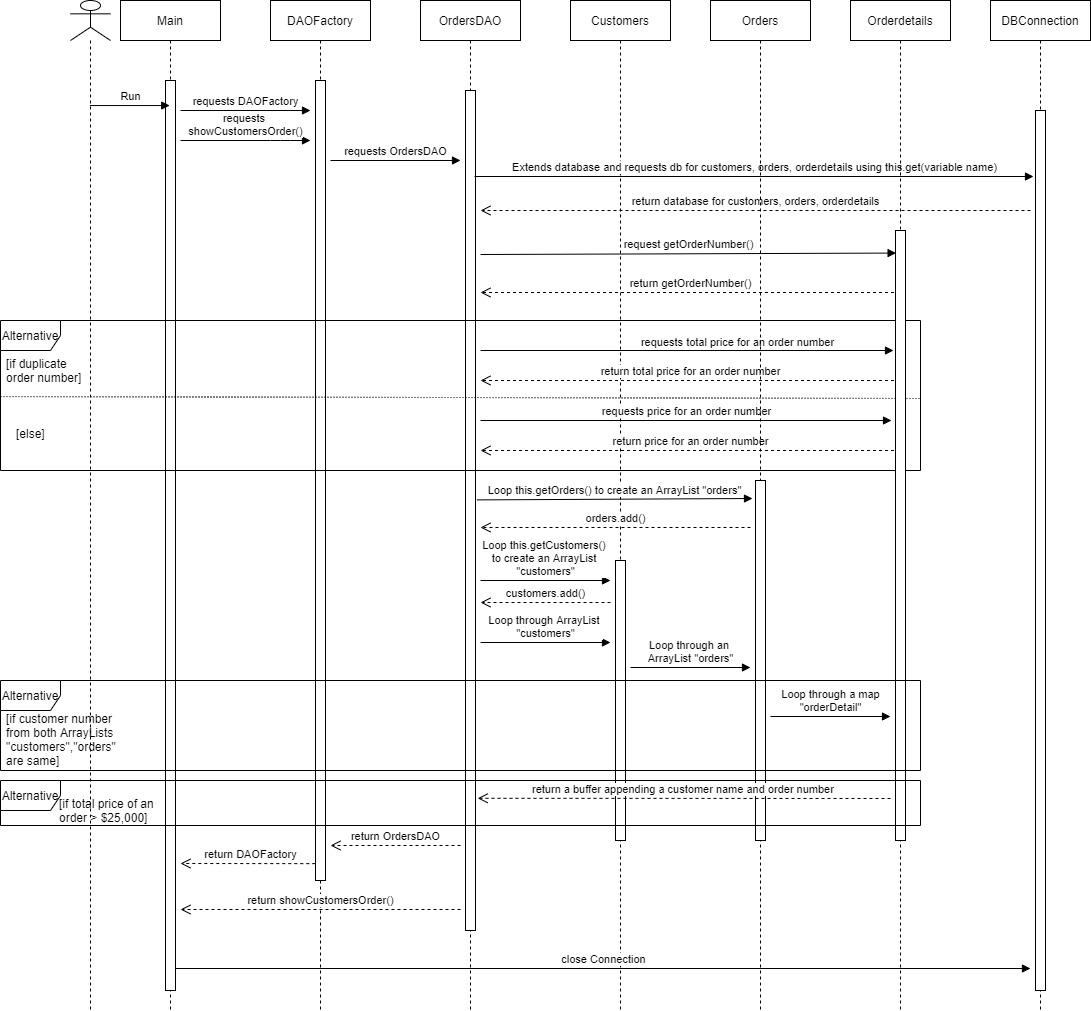 Main
DAOFactory
OrdersDAO
Customers
Orders
Orderdetails
DBConnection
Run
requests DAOFactory
requests
showCustomersOrder()
requests OrdersDAO
Extends database and requests db for customers, orders, orderdetails using this.get(variable name)
return database for customers, orders, orderdetails
request getOrderNumber()
return getOrderNumber()
Alternative
[if duplicate
order number]
requests total price for an order number
return total price for an order number
requests price for an order number
[else]
return price for an order number
Loop this.getOrders() to create an ArrayList "orders"
orders.add()
Loop this.getCustomers()
to create an ArrayList
"customers"
customers.add()
Loop through ArrayList
"customers"
Loop through an
ArrayList "orders"
Alternative
[if customer number
from both ArrayLists
"customers","orders"
are same]
Loop through a map
"orderDetail"
Alternative
[if total price of an
order > $25,000]
return a buffer appending a customer name and order number
return OrdersDAO
return DAOFactory
return showCustomersOrder()
close Connection